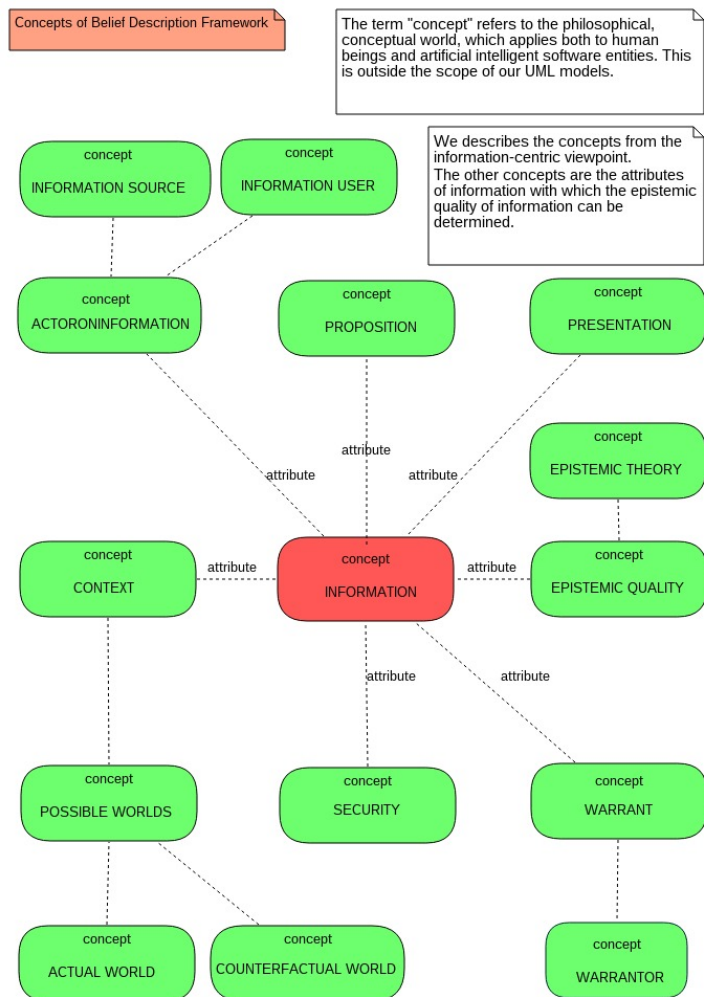 Concepts of Belief Description Framework
The term "concept" refers to the philosophical,
conceptual world, which applies both to human
beings and artificial intelligent software entities. This
is outside the scope of our UML models.
We describes the concepts from the
information-centric viewpoint.
The other concepts are the attributes
of information with which the epistemic
quality of information can be
determined.
concept
INFORMATION SOURCE
concept
INFORMATION USER
concept
ACTORONINFORMATION
concept
PROPOSITION
concept
PRESENTATION
attribute
attribute
attribute
concept
EPISTEMIC THEORY
concept
CONTEXT
attribute
concept
INFORMATION
attribute
concept
EPISTEMIC QUALITY
attribute
attribute
concept
POSSIBLE WORLDS
concept
SECURITY
concept
WARRANT
concept
ACTUAL WORLD
concept
COUNTERFACTUAL WORLD
concept
WARRANTOR